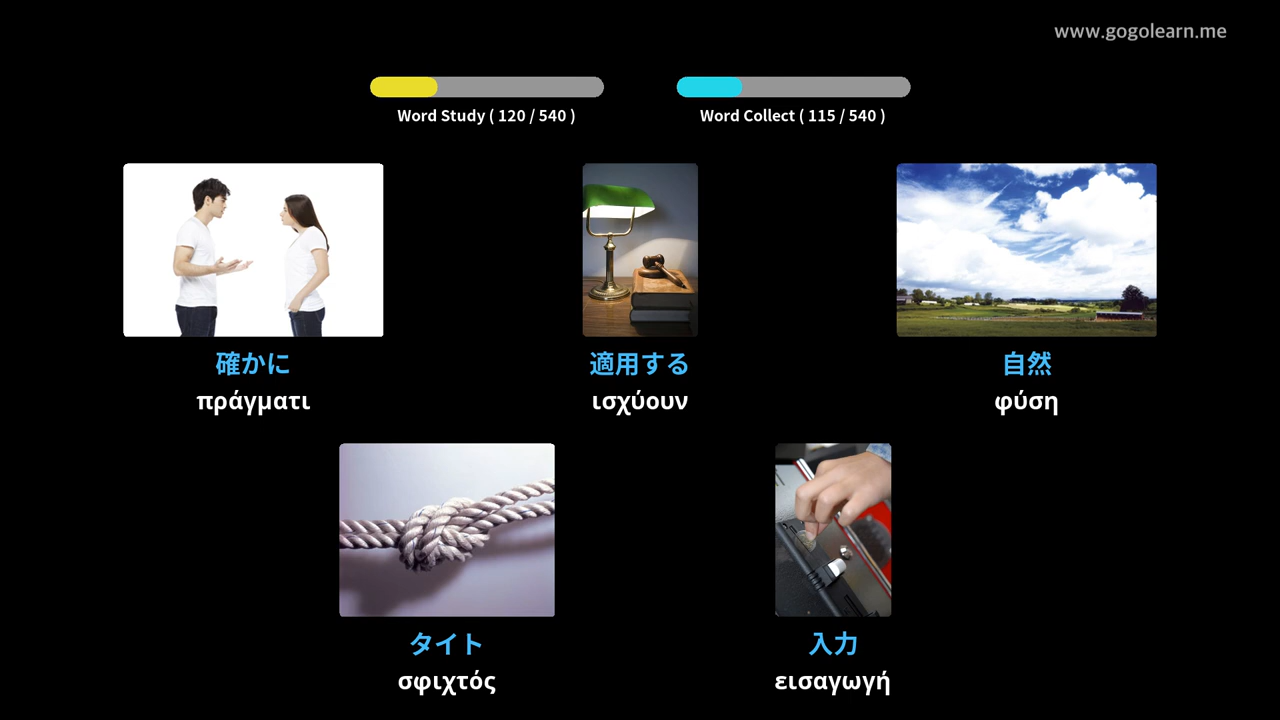 www.gogolearn.me
Word Study ( 120 / 540 )
Word Collect ( 115 / 540 )
確かに
πράγματι
適用する
ισχύουν
自然
φύση
タイト
σφιχτός
入力
εισαγωγή